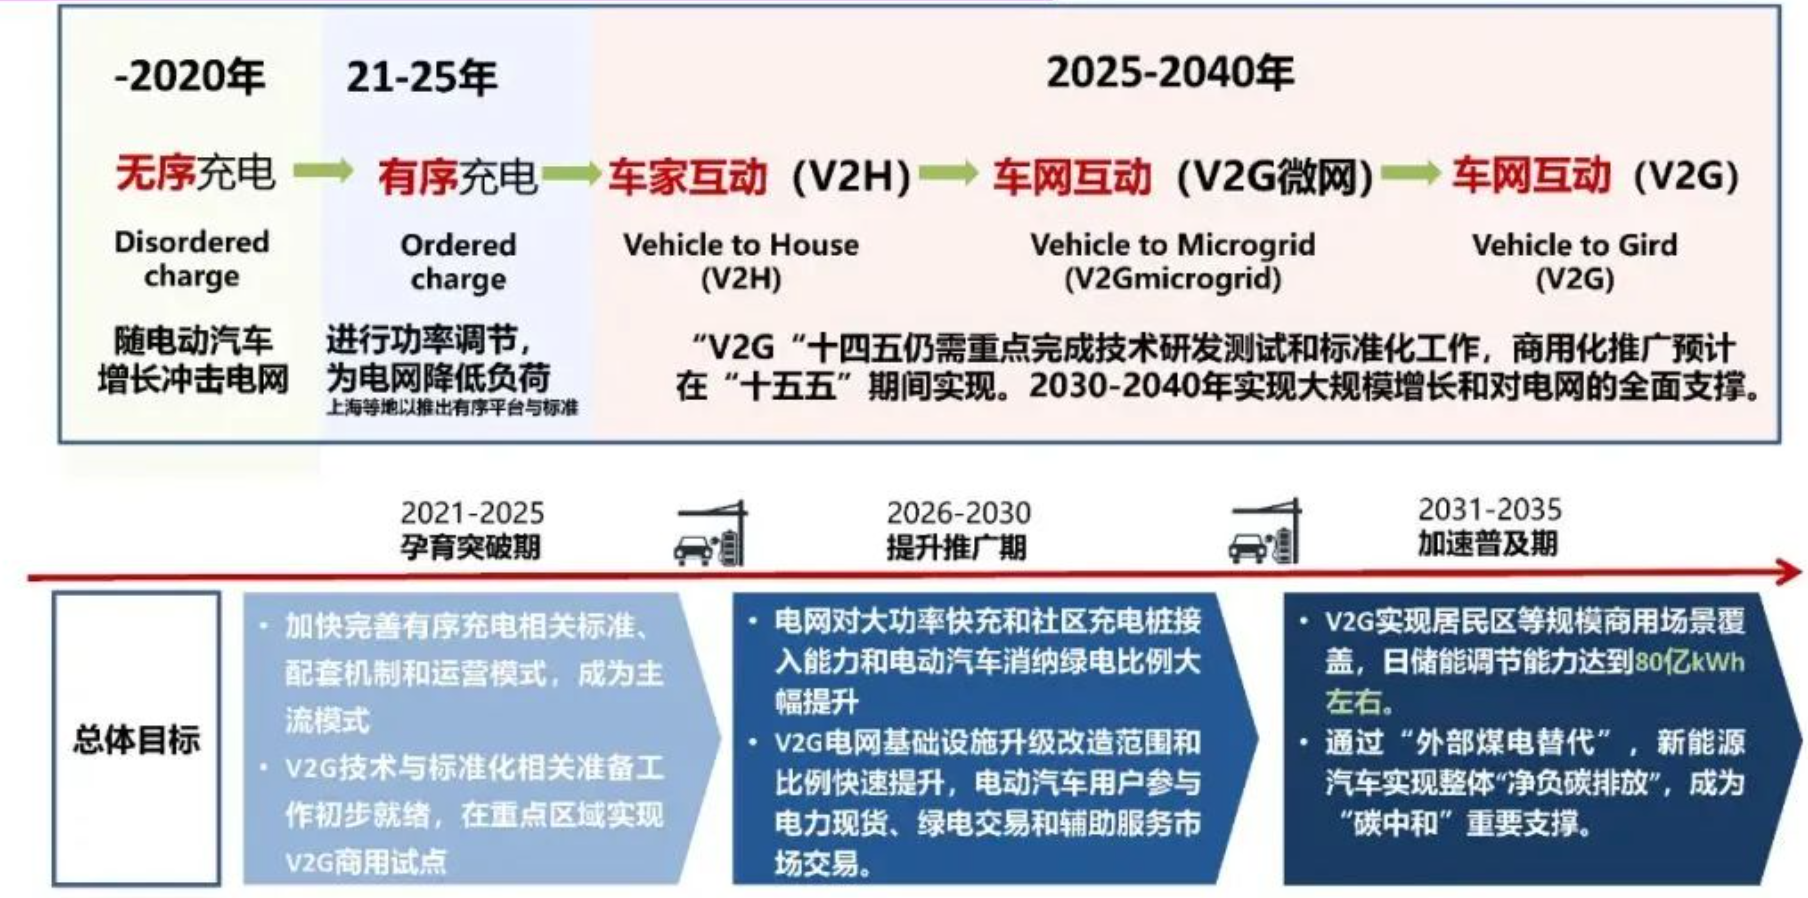 -2020年
21-25年
2025-2040年
无序充电
有序充电
车家互动（V2H）
车网互动（V2G微网）
车网互动（V2G）
Disordered
charge
Ordered
charge
Vehicle to House
(V2H)
Vehicle to Microgrid
(V2Gmicrogrid)
Vehicle to Gird
(V2G)
随电动汽车
增长冲击电网
进行功率调节，
为电网降低负荷
上海等地以推出有序平台与标准
“V2G“十四五仍需重点完成技术研发测试和标准化工作，商用化推广预计
在“十五五”期间实现。2030-2040年实现大规模增长和对电网的全面支撑。
2021-2025
孕育突破期
2026-2030
提升推广期
2031-2035
加速普及期
总体目标
• 加快完善有序充电相关标准、
配套机制和运营模式，成为主
流模式
• V2G技术与标准化相关准备工
作初步就绪，在重点区域实现
V2G商用试点
• 电网对大功率快充和社区充电桩接
入能力和电动汽车消纳绿电比例大
幅提升
• V2G电网基础设施升级改造范围和
比例快速提升，电动汽车用户参与
电力现货、绿电交易和辅助服务市
场交易。
• V2G实现居民区等规模商用场景覆
盖，日储能调节能力达到80亿kWh
左右。
• 通过“外部煤电替代”，新能源
汽车实现整体“净负碳排放”，成为
“碳中和”重要支撑。